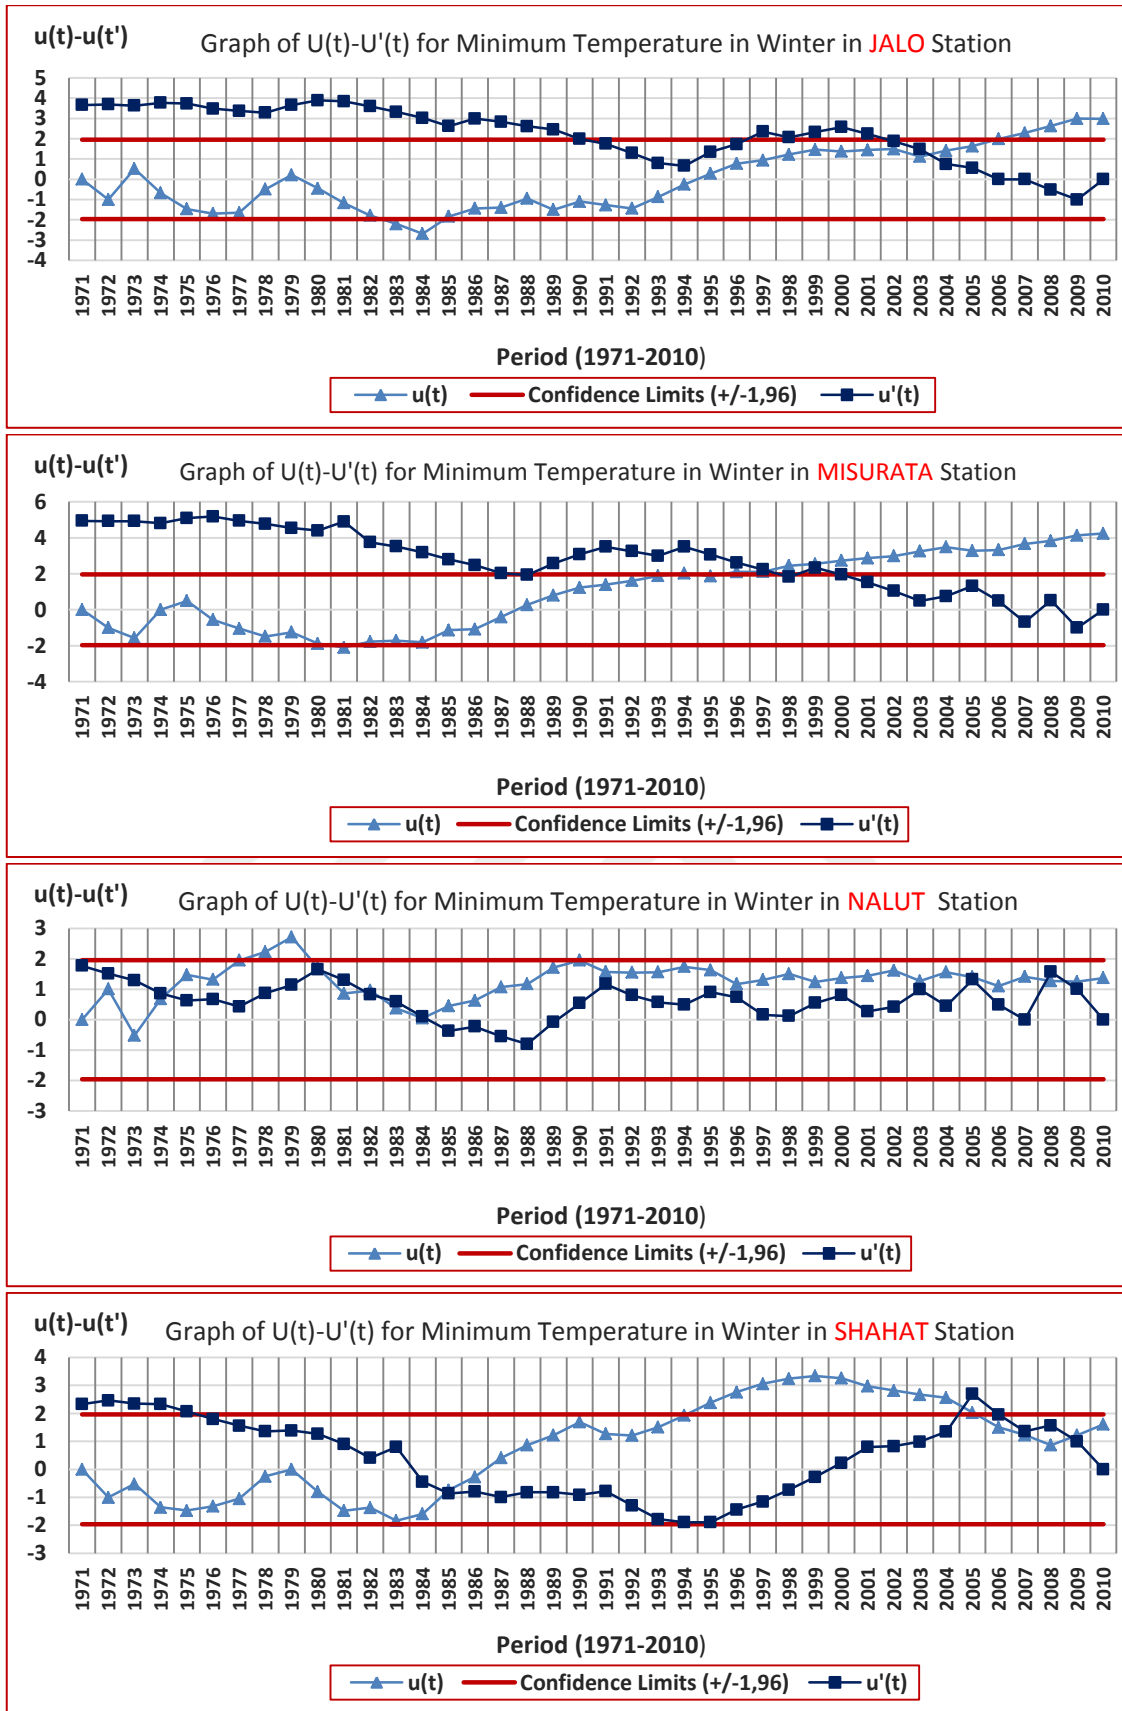 u(t)-u(t')
Graph of U(t)-U'(t) for Minimum Temperature in Winter in JALO Station
5
4
3
2
1
0
-1
-2
-3
-4
1971 1972 1973 1974 1975 1976 1977 1978 1979 1980 1981 1982 1983 1984 1985 1986 1987 1988 1989 1990 1991 1992 1993 1994 1995 1996 1997 1998 1999 2000 2001 2002 2003 2004 2005 2006 2007 2008 2009 2010
Period (1971-2010)
u(t) Confidence Limits (+/-1,96) u'(t)
u(t)-u(t')
Graph of U(t)-U'(t) for Minimum Temperature in Winter in MISURATA Station
6
4
2
0
-2
-4
1971 1972 1973 1974 1975 1976 1977 1978 1979 1980 1981 1982 1983 1984 1985 1986 1987 1988 1989 1990 1991 1992 1993 1994 1995 1996 1997 1998 1999 2000 2001 2002 2003 2004 2005 2006 2007 2008 2009 2010
Period (1971-2010)
u(t) Confidence Limits (+/-1,96) u'(t)
u(t)-u(t')
Graph of U(t)-U'(t) for Minimum Temperature in Winter in NALUT Station
3
2
1
0
-1
-2
-3
1971 1972 1973 1974 1975 1976 1977 1978 1979 1980 1981 1982 1983 1984 1985 1986 1987 1988 1989 1990 1991 1992 1993 1994 1995 1996 1997 1998 1999 2000 2001 2002 2003 2004 2005 2006 2007 2008 2009 2010
Period (1971-2010)
u(t) Confidence Limits (+/-1,96) u'(t)
u(t)-u(t')
Graph of U(t)-U'(t) for Minimum Temperature in Winter in SHAHAT Station
4
3
2
1
0
-1
-2
-3
1971 1972 1973 1974 1975 1976 1977 1978 1979 1980 1981 1982 1983 1984 1985 1986 1987 1988 1989 1990 1991 1992 1993 1994 1995 1996 1997 1998 1999 2000 2001 2002 2003 2004 2005 2006 2007 2008 2009 2010
Period (1971-2010)
u(t) Confidence Limits (+/-1,96) u'(t)